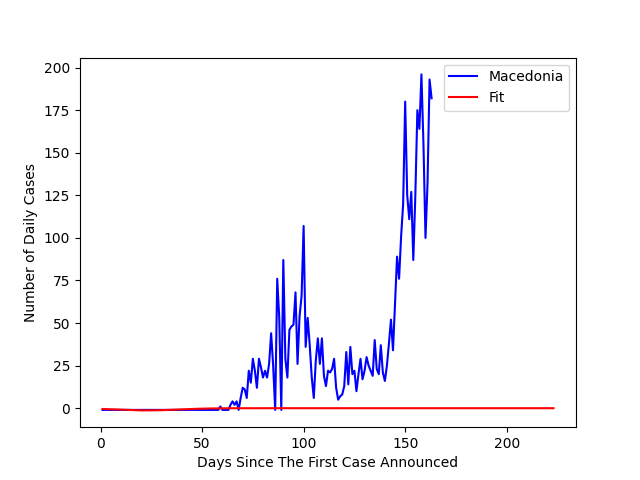 Macedonia
Fit
Number of Daily Cases
200
175
150
125
100
75
50
25
0
0 50 100 150 200
Days Since The First Case Announced